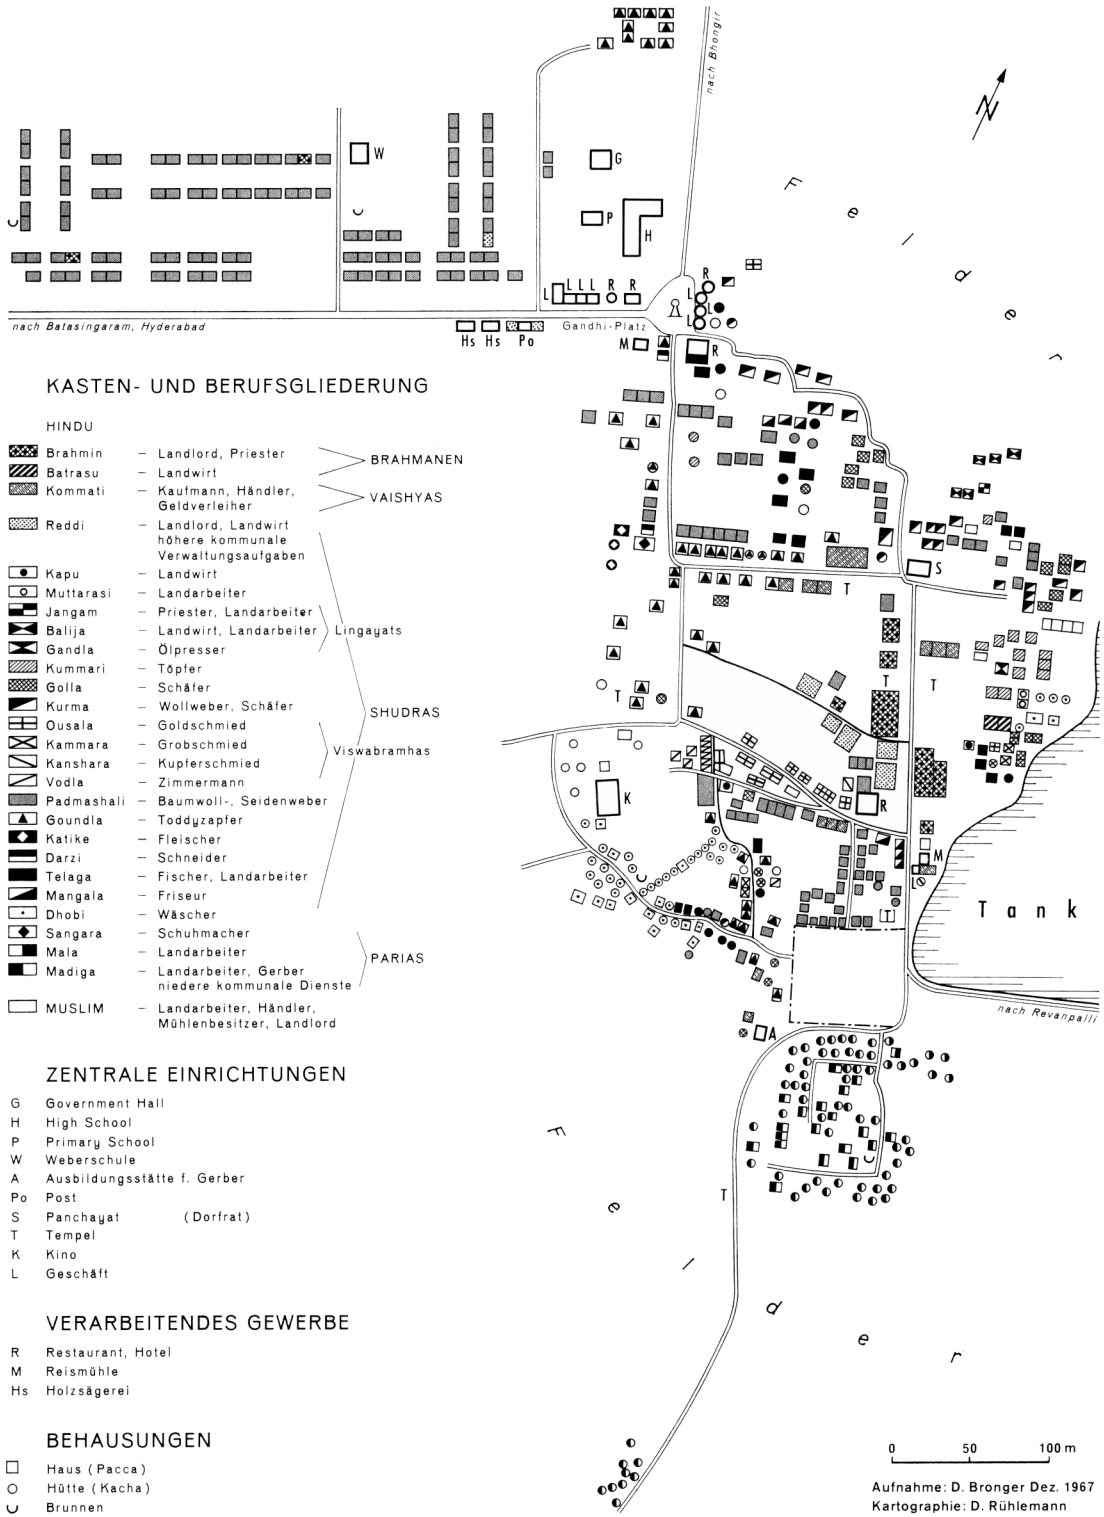 nach Bhongir
N
F e l d e r
W
G
P
H
L L L L R R
R
L
L
L
nach Batasingaram, Hyderabad
Hs Hs Po
Gandhi-Platz
M
R
KASTEN- UND BERUFSGLIEDERUNG
HINDU
Brahmin – Landlord, Priester
BRAHMANEN
Batrasu – Landwirt
Kommati – Kaufmann, Händler,
Geldverleiher
VAISHYAS
Reddi – Landlord, Landwirt
höhere kommunale
Verwaltungsaufgaben
Kapu – Landwirt
Muttarasi – Landarbeiter
Jangam – Priester, Landarbeiter
Balija – Landwirt, Landarbeiter
Lingayats
Gandla – Ölpresser
Kummari – Töpfer
Golla – Schäfer
Kurma – Wollweber, Schäfer
SHUDRAS
Ousala – Goldschmied
Kammara – Grobschmied
Viswabramhas
Kanshara – Kupferschmied
Vodla – Zimmermann
Padmashali – Baumwoll-, Seidenweber
Goundla – Toddyzapfer
Katike – Fleischer
Darzi – Schneider
Telaga – Fischer, Landarbeiter
Mangala – Friseur
Dhobi – Wäscher
Sangara – Schuhmacher
Mala – Landarbeiter
PARIAS
Madiga – Landarbeiter, Gerber
niedere kommunale Dienste
MUSLIM – Landarbeiter, Händler,
Mühlenbesitzer, Landlord
S
T
T
T
T
K
R
M
L
[T]
Tank
nach Revanpalli
A
T
F e l d e r
ZENTRALE EINRICHTUNGEN
G Government Hall
H High School
P Primary School
W Weberschule
A Ausbildungsstätte f. Gerber
Po Post
S Panchayat (Dorfrat)
T Tempel
K Kino
L Geschäft
VERARBEITENDES GEWERBE
R Restaurant, Hotel
M Reismühle
Hs Holzsägerei
BEHAUSUNGEN
Haus (Pacca)
Hütte (Kacha)
Brunnen
0 50 100 m
Aufnahme: D. Bronger Dez. 1967
Kartographie: D. Rühlemann